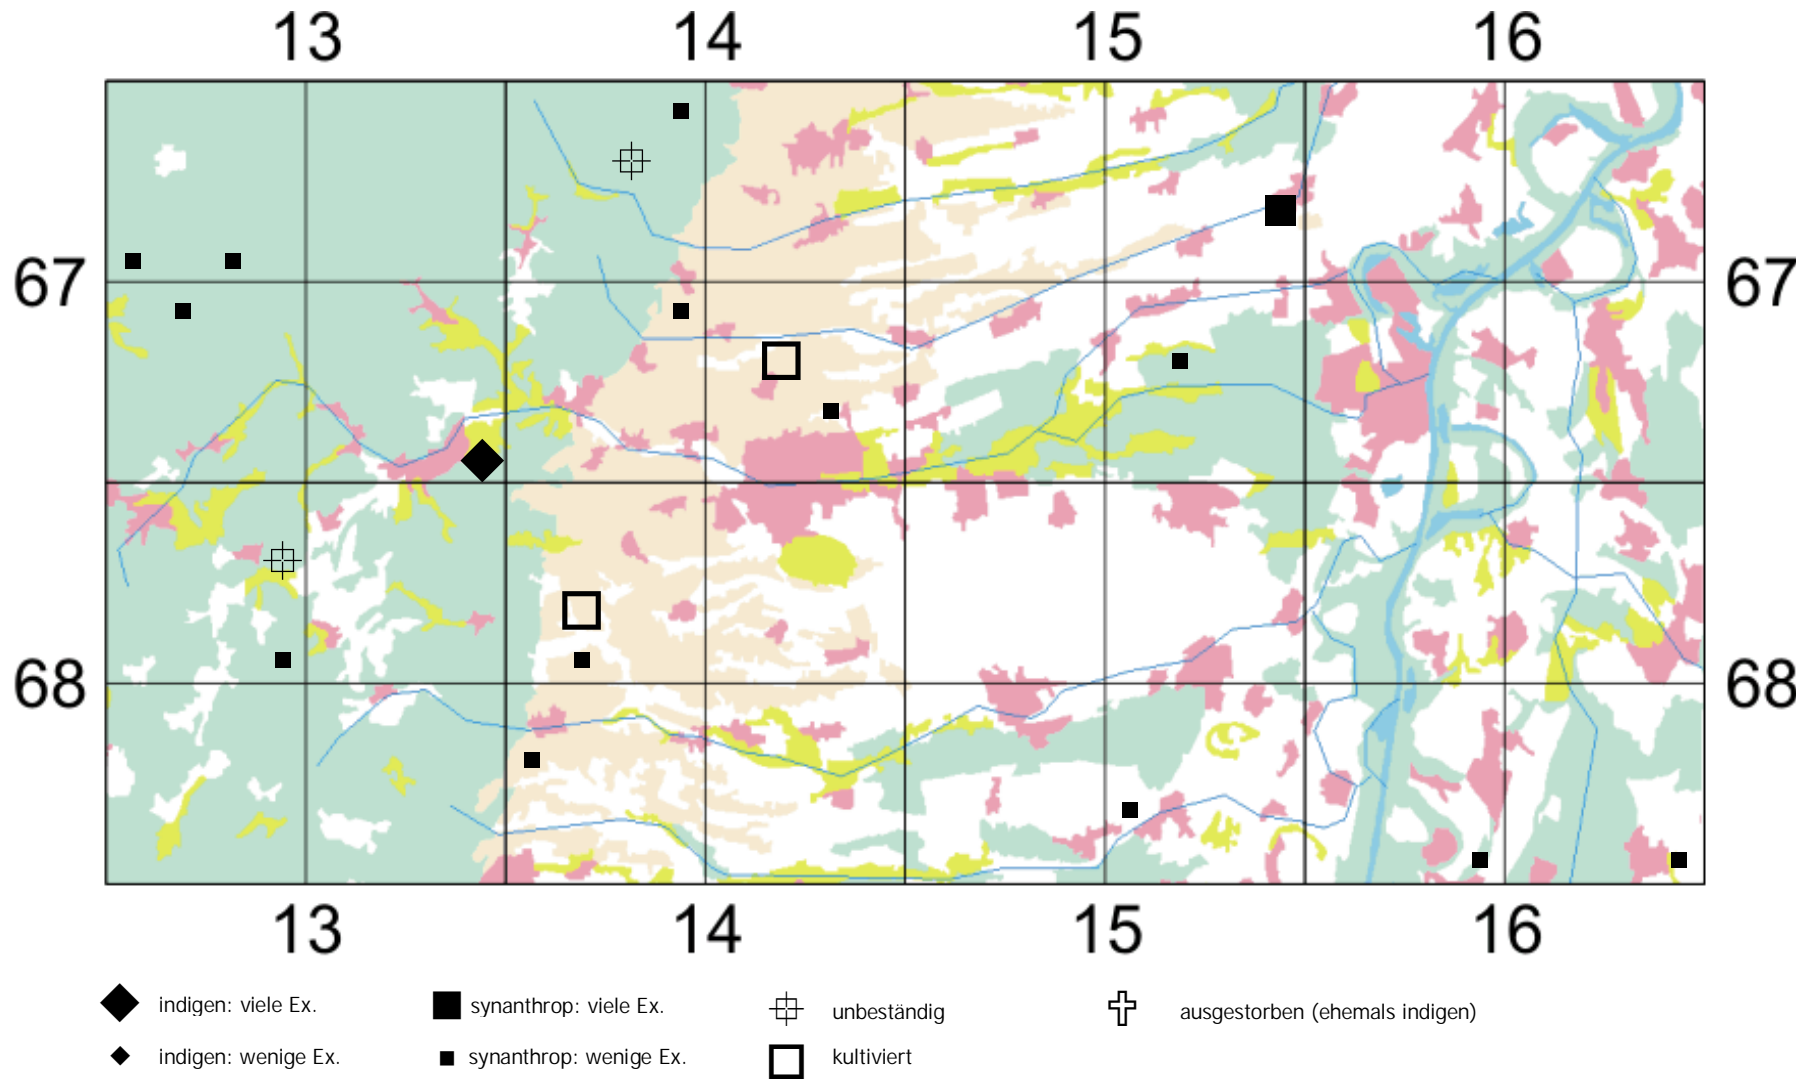 13 14 15 16
67 67
68 68
13 14 15 16
indigen: viele Ex. synanthrop: viele Ex. unbeständig ausgestorben (ehemals indigen)
indigen: wenige Ex. synanthrop: wenige Ex. kultiviert